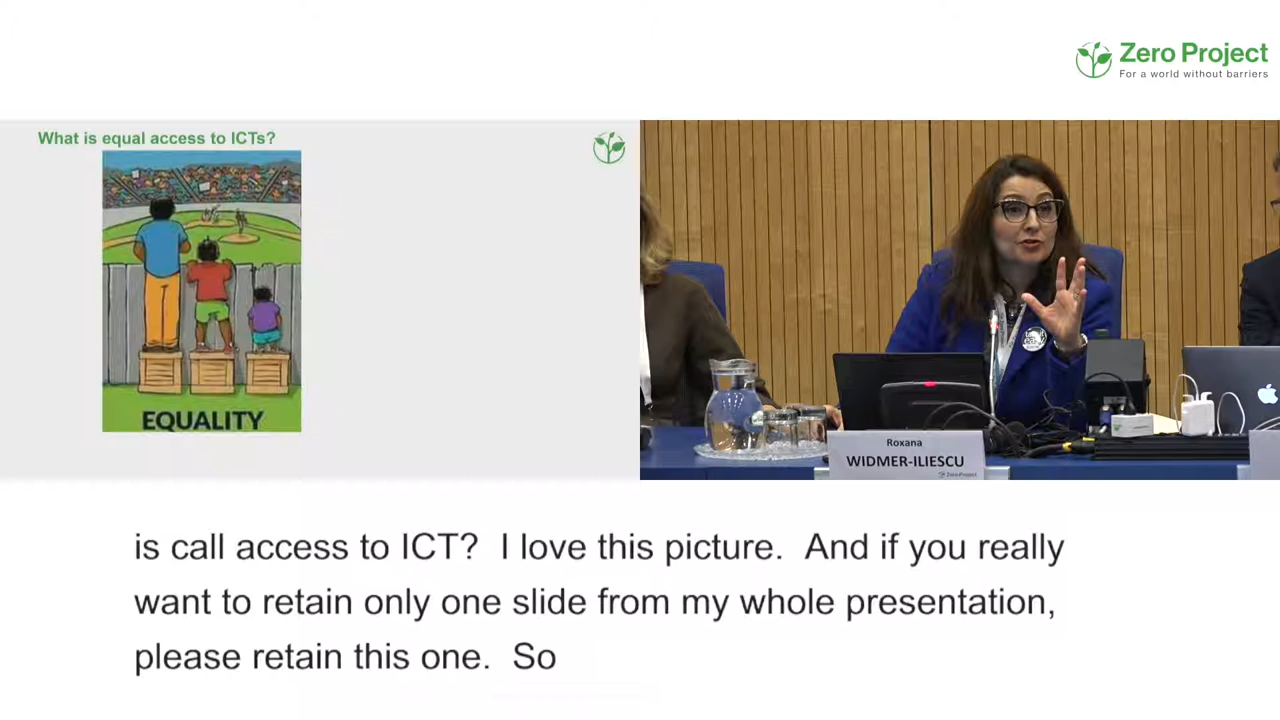 Zero Project
For a world without barriers
What is equal access to ICTs?
EQUALITY
Roxana
WIDMER-ILIESCU
Zero Project
is call access to ICT? I love this picture. And if you really
want to retain only one slide from my whole presentation,
please retain this one. So